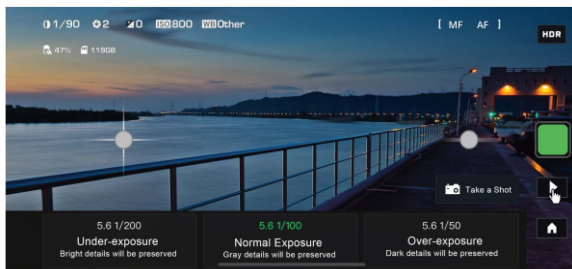 1/90 2 0 ISO 800 WB Other [ MF AF ]
HDR
47% 119GB
Take a Shot
5.6 1/200
Under-exposure
Bright details will be preserved
5.6 1/100
Normal Exposure
Gray details will be preserved
5.6 1/50
Over-exposure
Dark details will be preserved